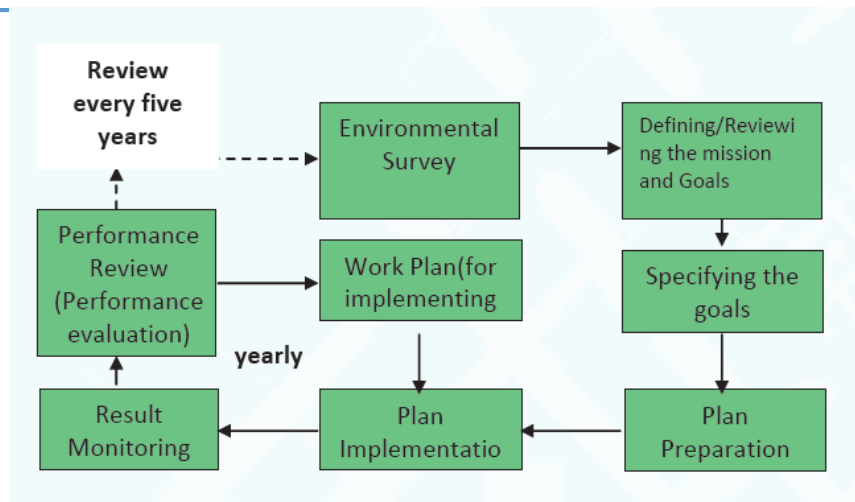 Review
every five
years
Environmental
Survey
Defining/Reviewi
ng the mission
and Goals
Performance
Review
(Performance
evaluation)
Work Plan(for
implementing
Specifying the
goals
yearly
Result
Monitoring
Plan
Implementatio
Plan
Preparation